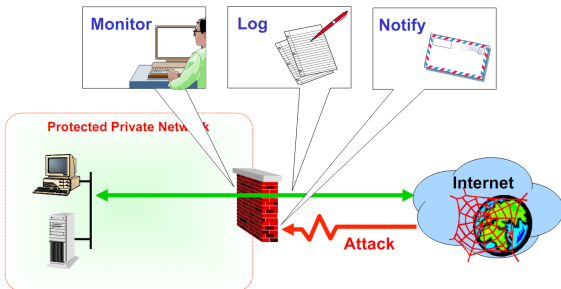 Monitor
Log
Notify
Protected Private Network
Internet
Attack